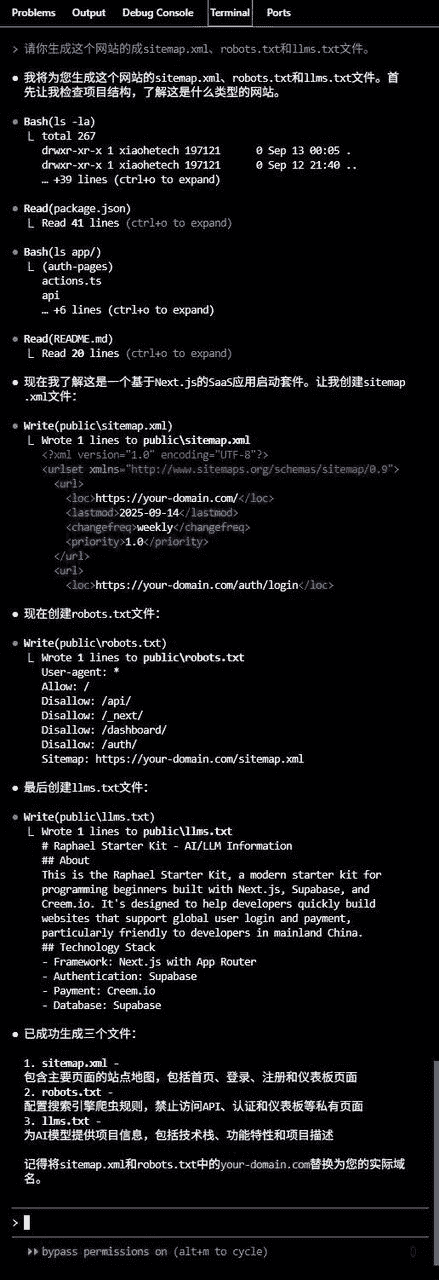 Problems Output Debug Console Terminal Ports
> 请你生成这个网站的成sitemap.xml、robots.txt和llms.txt文件。
● 我将为您生成这个网站的sitemap.xml、robots.txt和llms.txt文件。首
先让我检查项目结构，了解这是什么类型的网站。
● Bash(ls -la)
⎿ total 267
drwxr-xr-x 1 xiaohetech 197121 0 Sep 13 00:05 .
drwxr-xr-x 1 xiaohetech 197121 0 Sep 12 21:40 ..
… +39 lines (ctrl+o to expand)
● Read(package.json)
⎿ Read 41 lines (ctrl+o to expand)
● Bash(ls app/)
⎿ (auth-pages)
actions.ts
api
… +6 lines (ctrl+o to expand)
● Read(README.md)
⎿ Read 20 lines (ctrl+o to expand)
● 现在我了解这是一个基于Next.js的SaaS应用启动套件。让我创建sitemap
.xml文件：
● Write(public\sitemap.xml)
⎿ Wrote 1 lines to public\sitemap.xml
<?xml version="1.0" encoding="UTF-8"?>
<urlset xmlns="http://www.sitemaps.org/schemas/sitemap/0.9">
<url>
<loc>https://your-domain.com/</loc>
<lastmod>2025-09-14</lastmod>
<changefreq>weekly</changefreq>
<priority>1.0</priority>
</url>
<url>
<loc>https://your-domain.com/auth/login</loc>
● 现在创建robots.txt文件：
● Write(public\robots.txt)
⎿ Wrote 1 lines to public\robots.txt
User-agent: *
Allow: /
Disallow: /api/
Disallow: /_next/
Disallow: /dashboard/
Disallow: /auth/
Sitemap: https://your-domain.com/sitemap.xml
● 最后创建llms.txt文件：
● Write(public\llms.txt)
⎿ Wrote 1 lines to public\llms.txt
# Raphael Starter Kit - AI/LLM Information
## About
This is the Raphael Starter Kit, a modern starter kit for
programming beginners built with Next.js, Supabase, and
Creem.io. It's designed to help developers quickly build
websites that support global user login and payment,
particularly friendly to developers in mainland China.
## Technology Stack
- Framework: Next.js with App Router
- Authentication: Supabase
- Payment: Creem.io
- Database: Supabase
● 已成功生成三个文件：
1. sitemap.xml -
包含主要页面的站点地图，包括首页、登录、注册和仪表板页面
2. robots.txt -
配置搜索引擎爬虫规则，禁止访问API、认证和仪表板等私有页面
3. llms.txt -
为AI模型提供项目信息，包括技术栈、功能特性和项目描述
记得将sitemap.xml和robots.txt中的your-domain.com替换为您的实际域
名。
>
⏵⏵ bypass permissions on (alt+m to cycle)